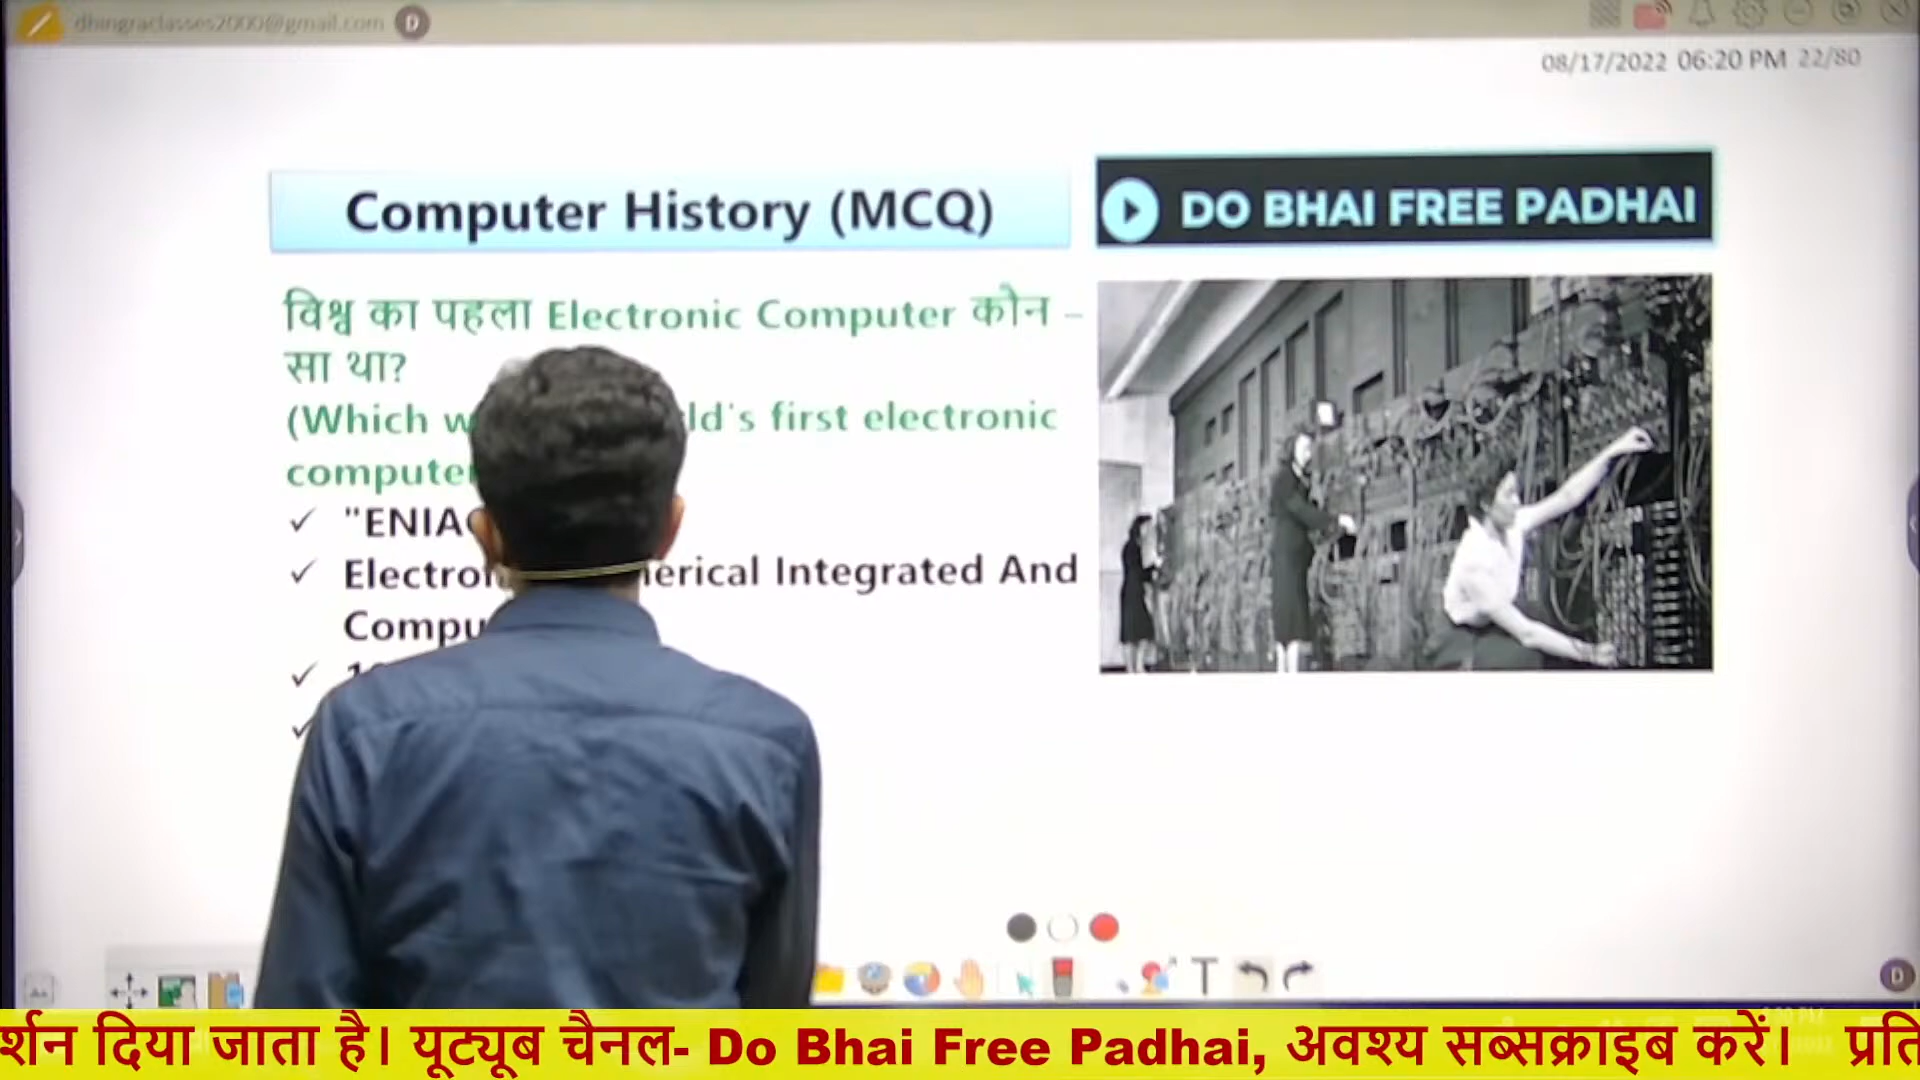 dhingraclasses2000@gmail.com D
08/17/2022 06:20 PM 22/80
Computer History (MCQ)
DO BHAI FREE PADHAI
विश्व का पहला Electronic Computer कोन –
सा था?
(Which ld's first electronic
✓ "ENIA
✓ Electro erical Integrated And
Compu
✓
✓
T
D
र्शन दिया जाता है। यूट्यूब चैनल- Do Bhai Free Padhai, अवश्य सब्सक्राइब करें। प्रति